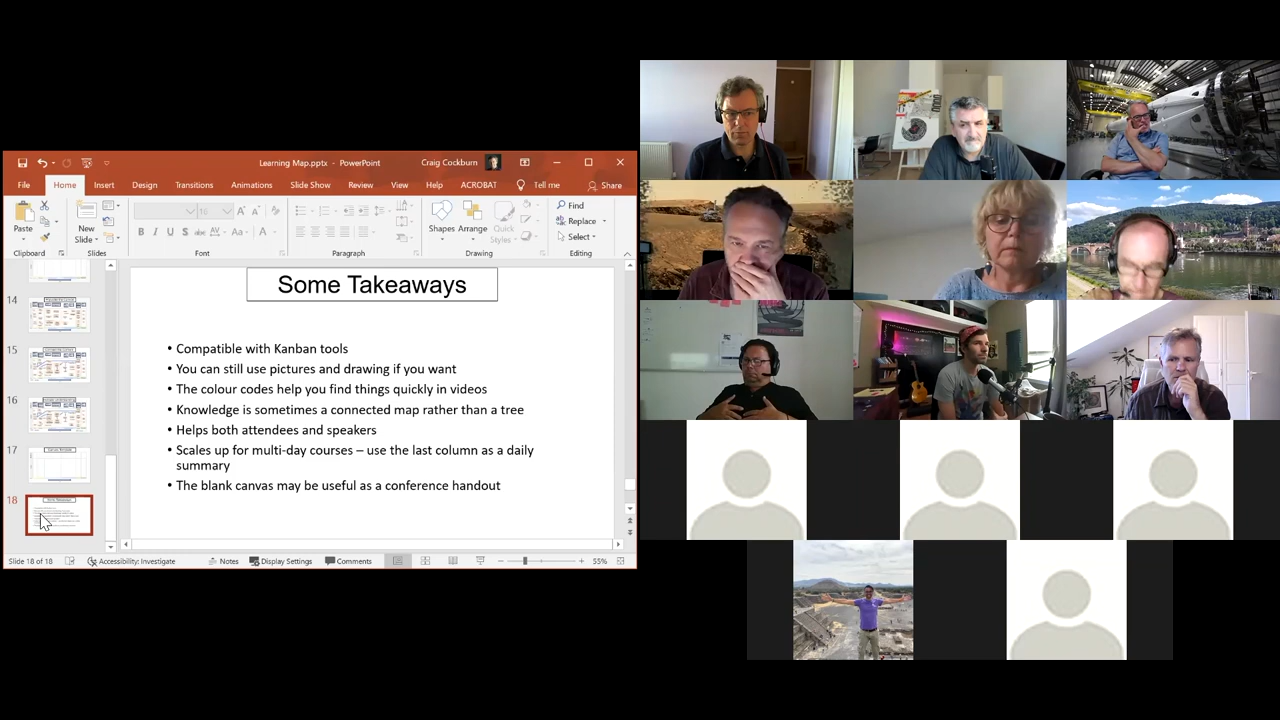 Learning Map.pptx - PowerPoint
Craig Cockburn
File Home Insert Design Transitions Animations Slide Show Review View Help ACROBAT Tell me Share
Paste
New Slide
16
Shapes Arrange Quick Styles
Find
Replace
Select
Clipboard Slides Font Paragraph Drawing Editing
14
15
16
17
18
Some Takeaways
• Compatible with Kanban tools
• You can still use pictures and drawing if you want
• The colour codes help you find things quickly in videos
• Knowledge is sometimes a connected map rather than a tree
• Helps both attendees and speakers
• Scales up for multi-day courses – use the last column as a daily
summary
• The blank canvas may be useful as a conference handout
Slide 18 of 18 Accessibility: Investigate Notes Display Settings Comments 55%